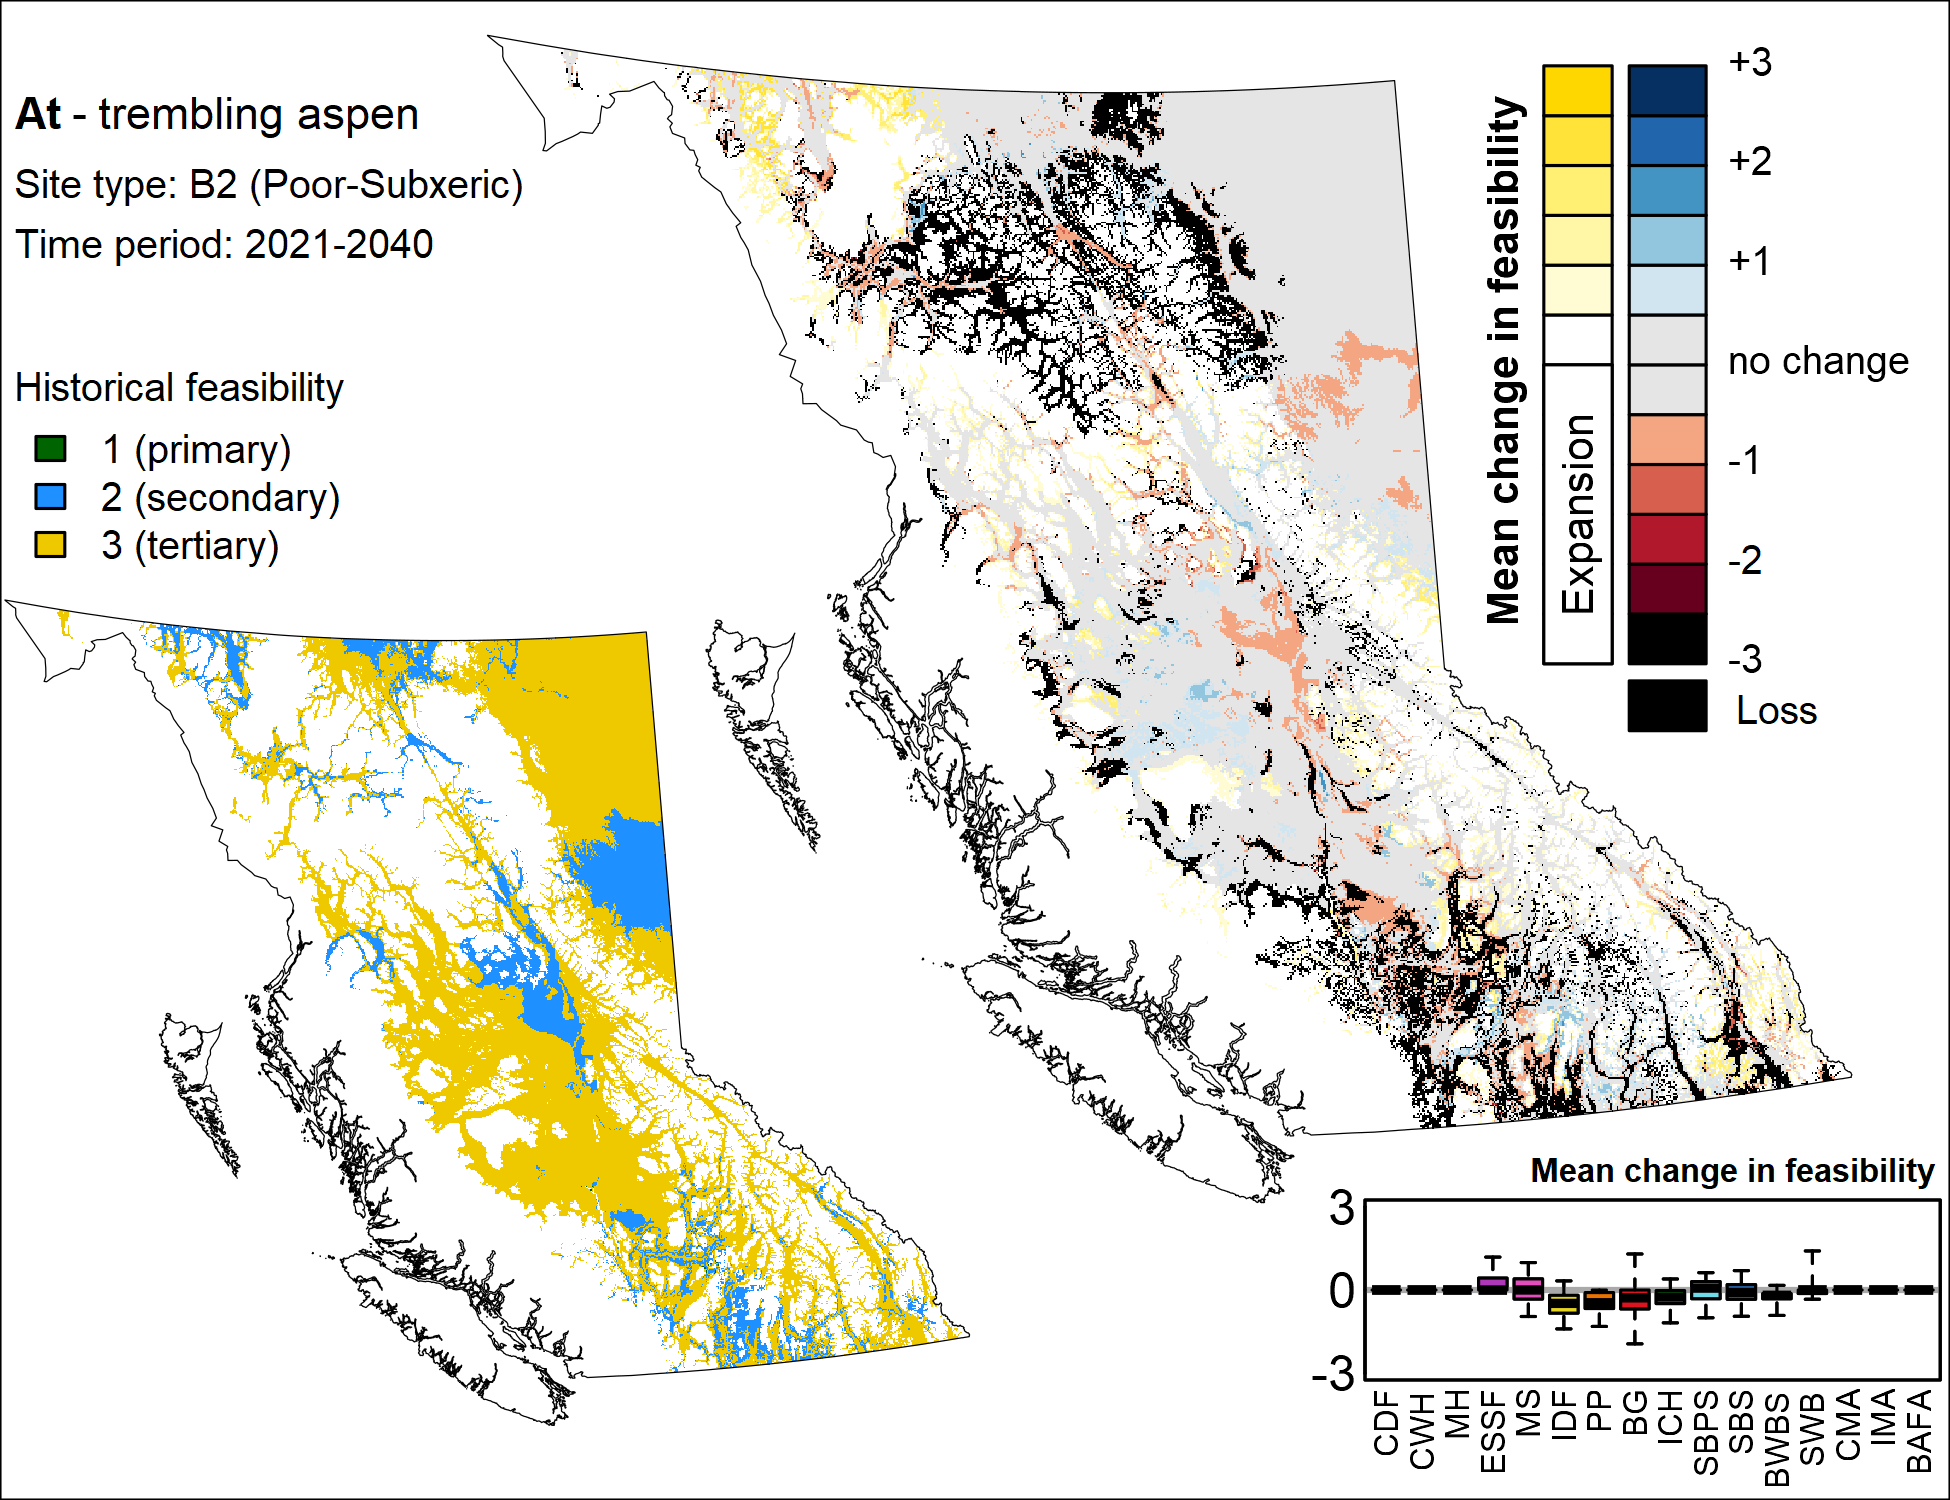 At - trembling aspen
Site type: B2 (Poor-Subxeric)
Time period: 2021-2040
Historical feasibility
1 (primary)
2 (secondary)
3 (tertiary)
Mean change in feasibility
Expansion
+3
+2
+1
no change
-1
-2
-3
Loss
Mean change in feasibility
3
0
-3
CDF
CWH
MH
ESSF
MS
IDF
PP
BG
ICH
SBPS
SBS
BWBS
SWB
CMA
IMA
BAFA